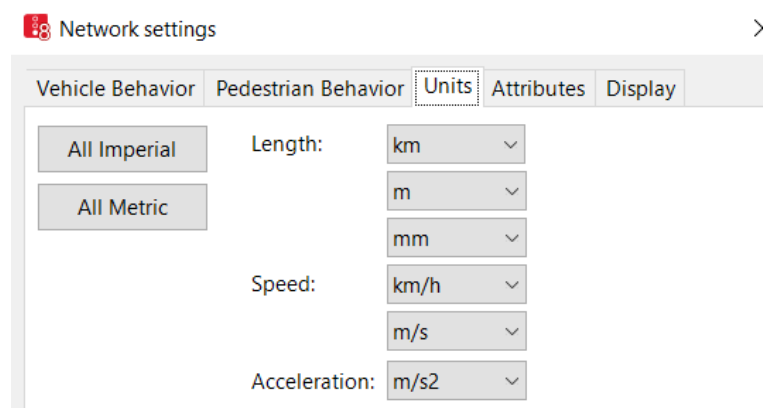 8 Network settings
Vehicle Behavior Pedestrian Behavior Units Attributes Display
All Imperial Length: km
m
All Metric
mm
Speed: km/h
m/s
Acceleration: m/s2